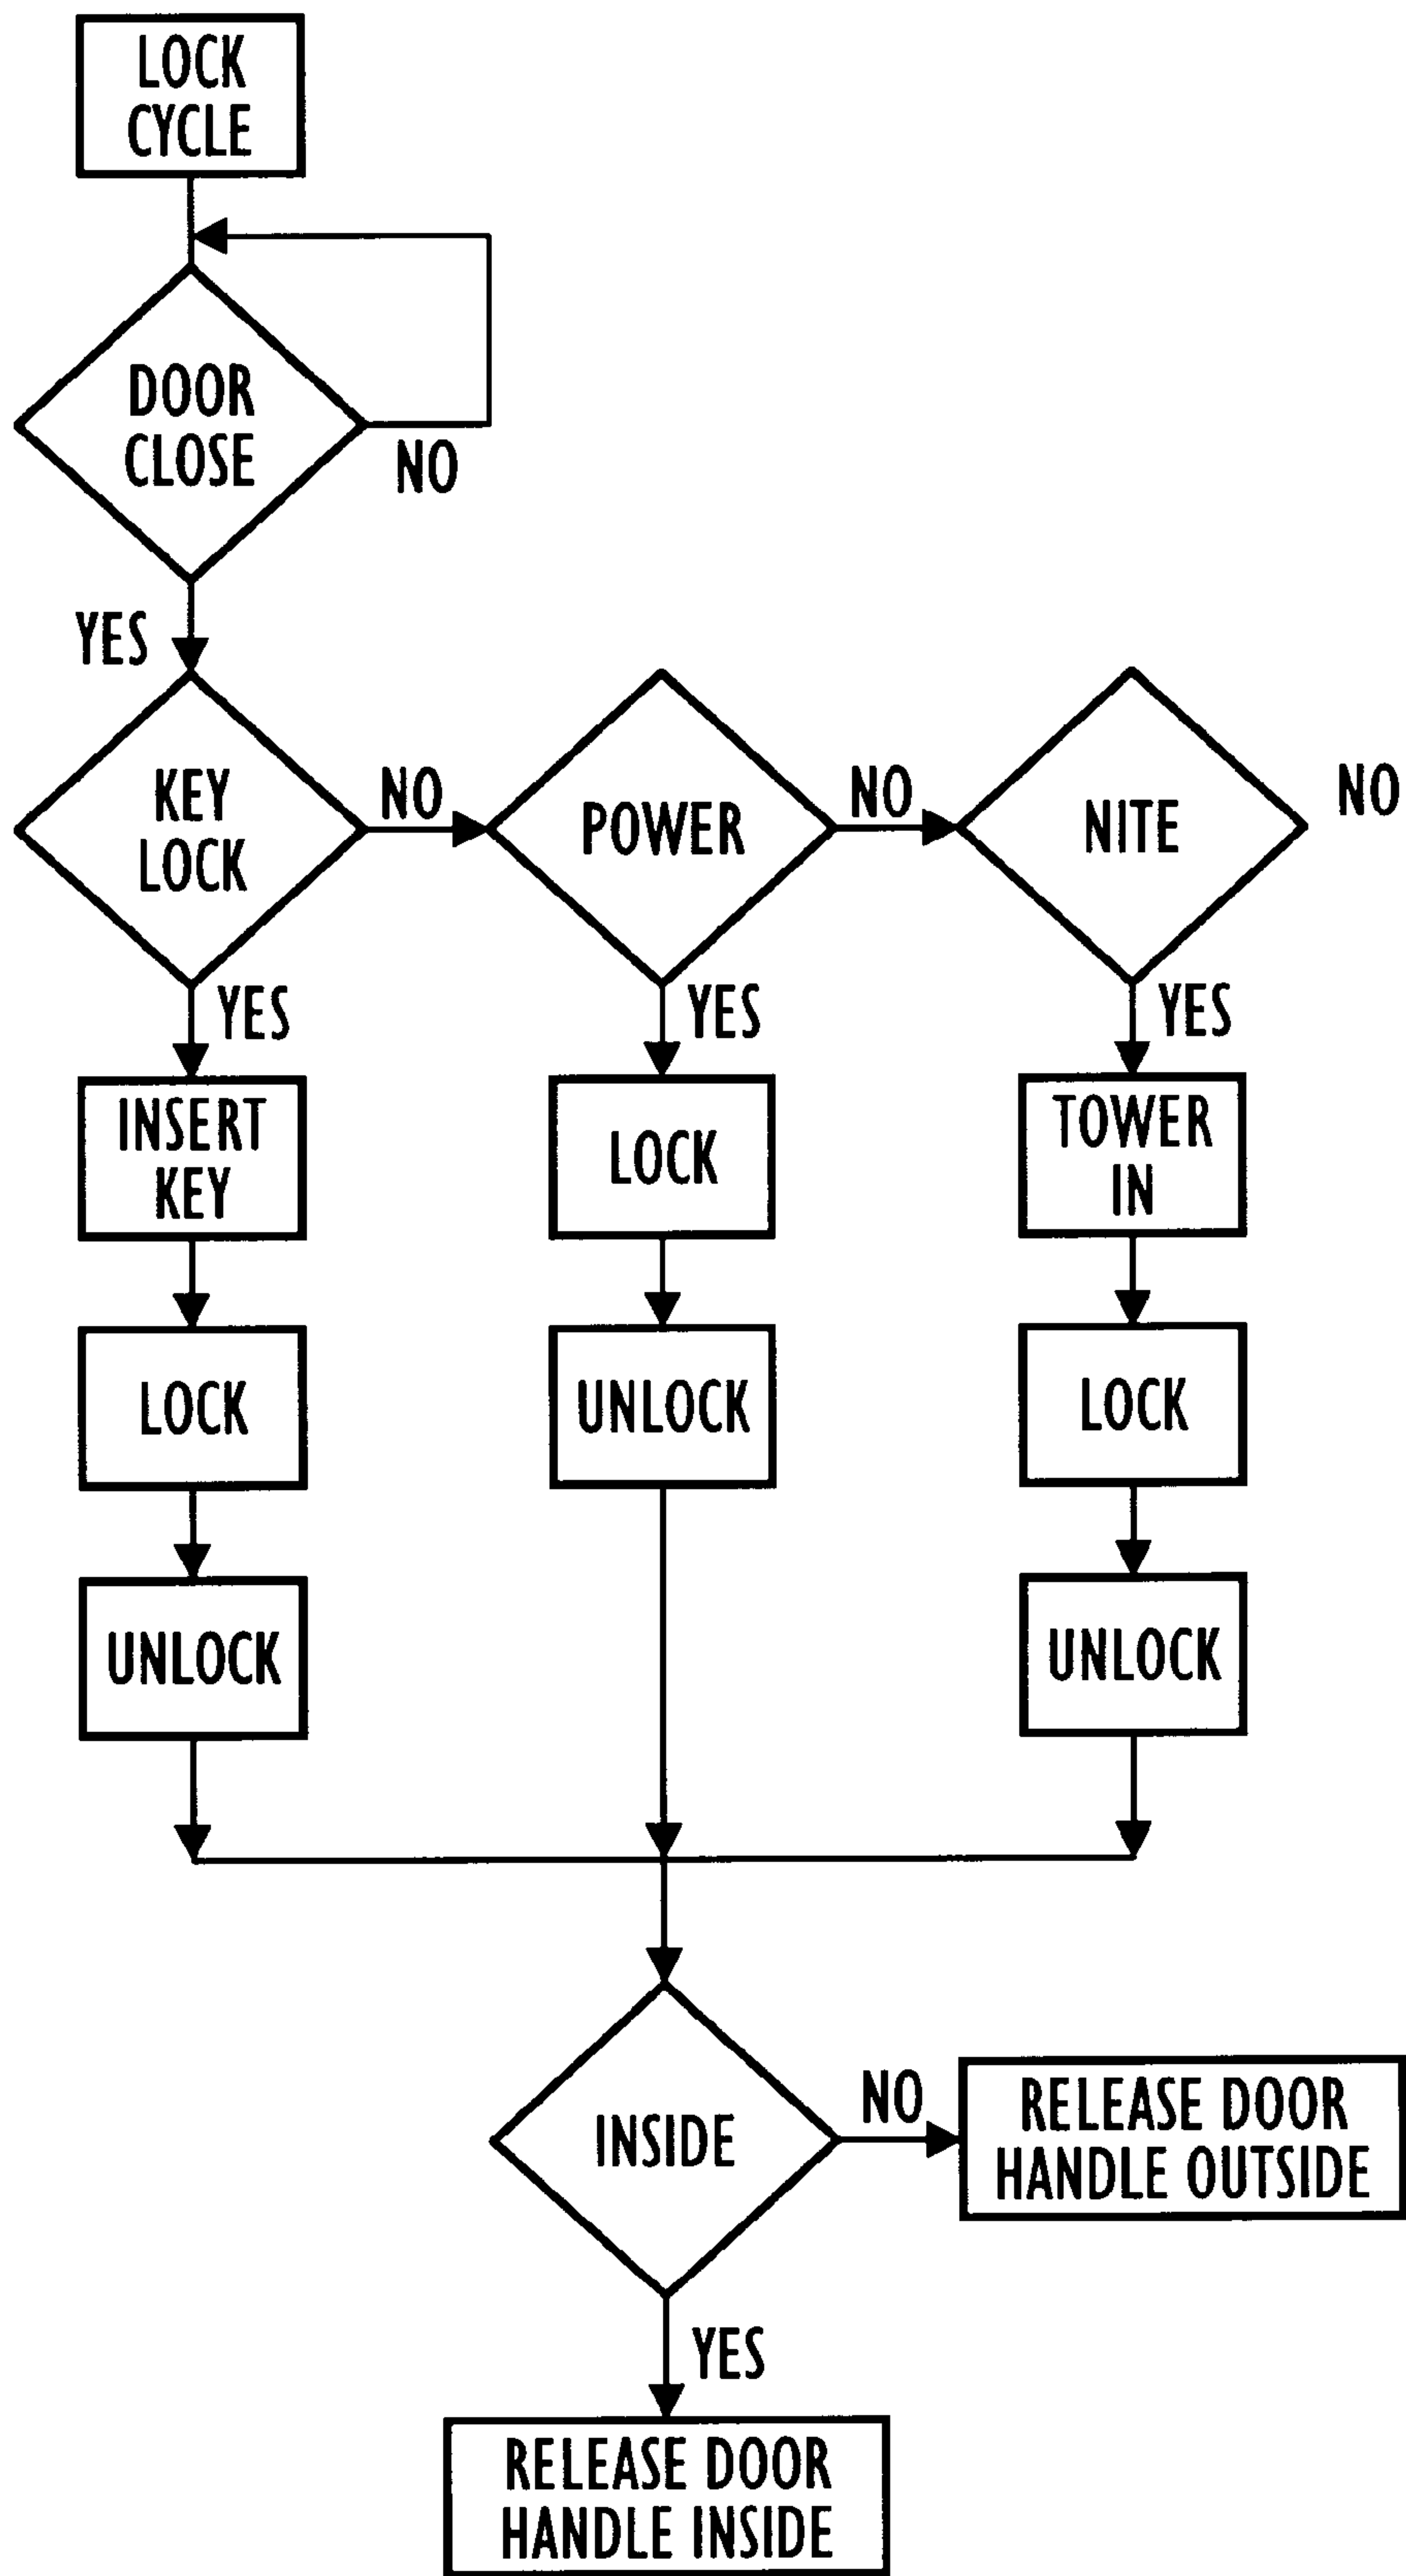 LOCK
CYCLE
DOOR
CLOSE
NO
YES
KEY
LOCK
NO
POWER
NO
NITE
NO
YES
YES
YES
INSERT
KEY
LOCK
TOWER
IN
LOCK
UNLOCK
LOCK
UNLOCK
UNLOCK
INSIDE
NO
RELEASE DOOR
HANDLE OUTSIDE
YES
RELEASE DOOR
HANDLE INSIDE